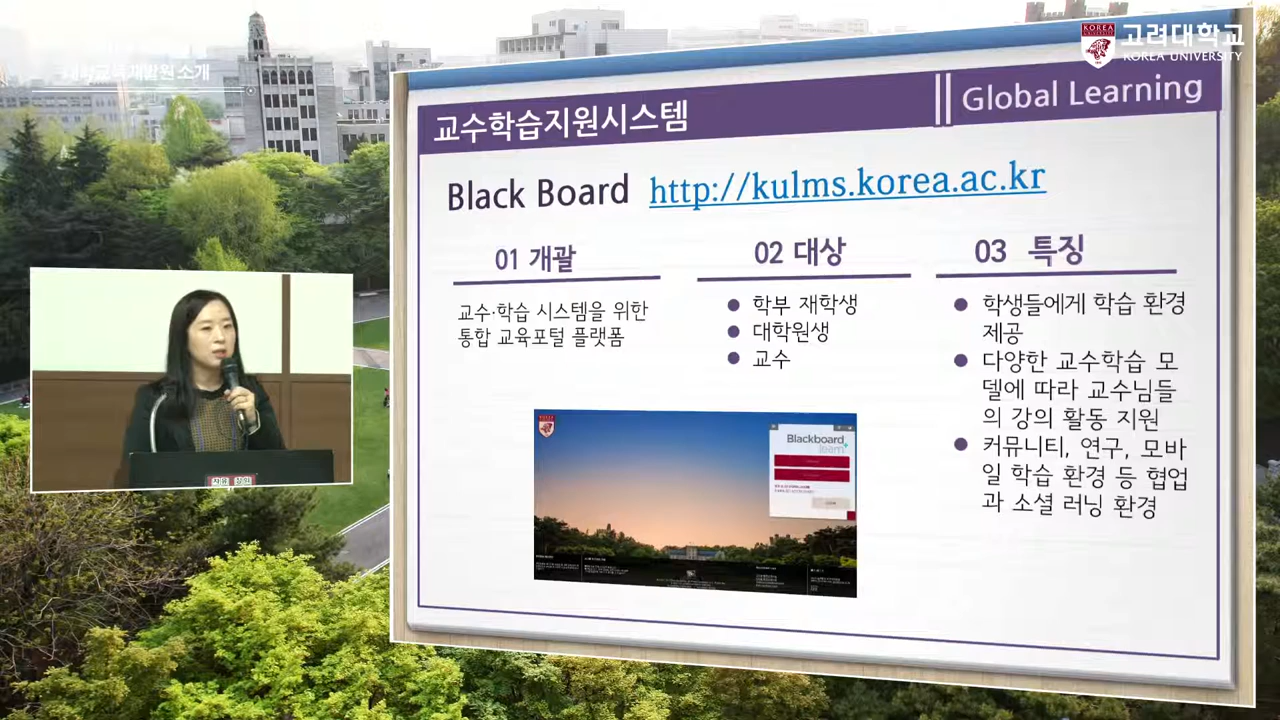 고려대학교
KOREA UNIVERSITY
KOREA
소개
교수학습지원시스템
Global Learning
Black Board http://kulms.korea.ac.kr
01 개괄
교수·학습 시스템을 위한
통합 교육포털 플랫폼
02 대상
학부 재학생
대학원생
교수
03 특징
학생들에게 학습 환경
제공
다양한 교수학습 모
델에 따라 교수님들
의 강의 활동 지원
커뮤니티, 연구, 모바
일 학습 환경 등 협업
과 소셜 러닝 환경
Blackboard
learn+